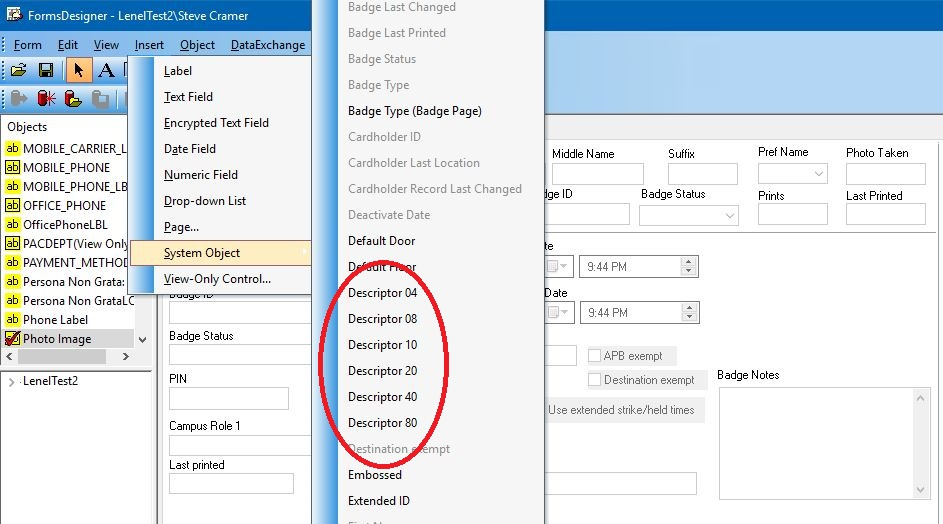 FormsDesigner - LenelTest2\Steve Cramer
Form Edit View Insert Object DataExchange
Label
Text Field
Encrypted Text Field
Date Field
Numeric Field
Drop-down List
Page...
System Object
View-Only Control...
Badge Last Changed
Badge Last Printed
Badge Status
Badge Type
Badge Type (Badge Page)
Cardholder ID
Cardholder Last Location
Cardholder Record Last Changed
Deactivate Date
Default Door
Default Floor
Descriptor 04
Descriptor 08
Descriptor 10
Descriptor 20
Descriptor 40
Descriptor 80
Destination exempt
Embossed
Extended ID
Objects
MOBILE_CARRIER_L
MOBILE_PHONE
MOBILE_PHONE_LB
OFFICE_PHONE
OfficePhoneLBL
PACDEPT(View Only
PAYMENT_METHOD
Persona Non Grata:
Persona Non GrataLC
Phone Label
Photo Image
LenelTest2
Badge ID
Badge Status
PIN
Campus Role 1
Last printed
Middle Name Suffix Pref Name Photo Taken
dge ID Badge Status Prints Last Printed
te
9:44 PM
Date
9:44 PM
APB exempt
Destination exempt
Use extended strike/held times
Badge Notes